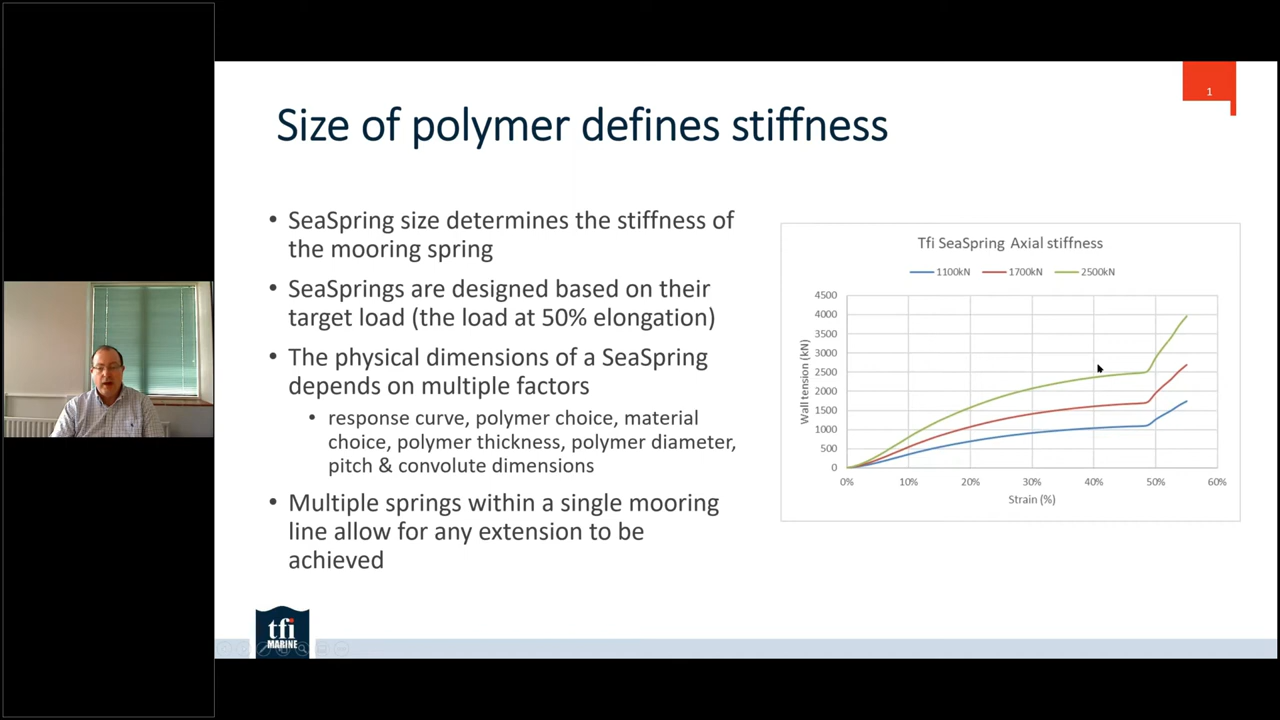 1
Size of polymer defines stiffness
• SeaSpring size determines the stiffness of
the mooring spring
• SeaSprings are designed based on their
target load (the load at 50% elongation)
• The physical dimensions of a SeaSpring
depends on multiple factors
• response curve, polymer choice, material
choice, polymer thickness, polymer diameter,
pitch & convolute dimensions
• Multiple springs within a single mooring
line allow for any extension to be
achieved
Tfi SeaSpring Axial stiffness
1100kN 1700kN 2500kN
Wall tension (kN)
4500
4000
3500
3000
2500
2000
1500
1000
500
0
0% 10% 20% 30% 40% 50% 60%
Strain (%)
tfi
MARINE